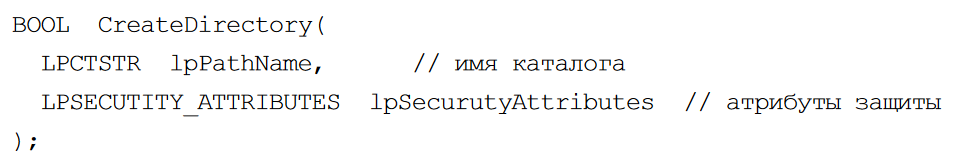 BOOL CreateDirectory(
LPCTSTR lpPathName, // имя каталога
LPSECUTITY_ATTRIBUTES lpSecurutyAttributes // атрибуты защиты
);